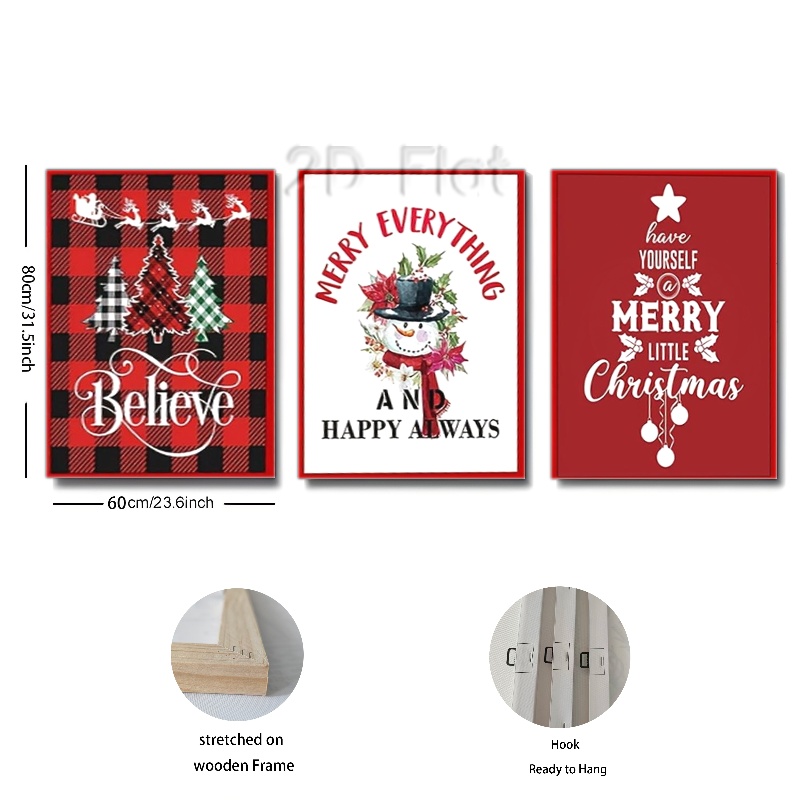 2D Flat
80cm/31.5inch
Believe
60cm/23.6inch
MERRY EVERYTHING
AND
HAPPY ALWAYS
have
YOURSELF
a
MERRY
LITTLE
Christmas
stretched on
wooden Frame
Hook
Ready to Hang